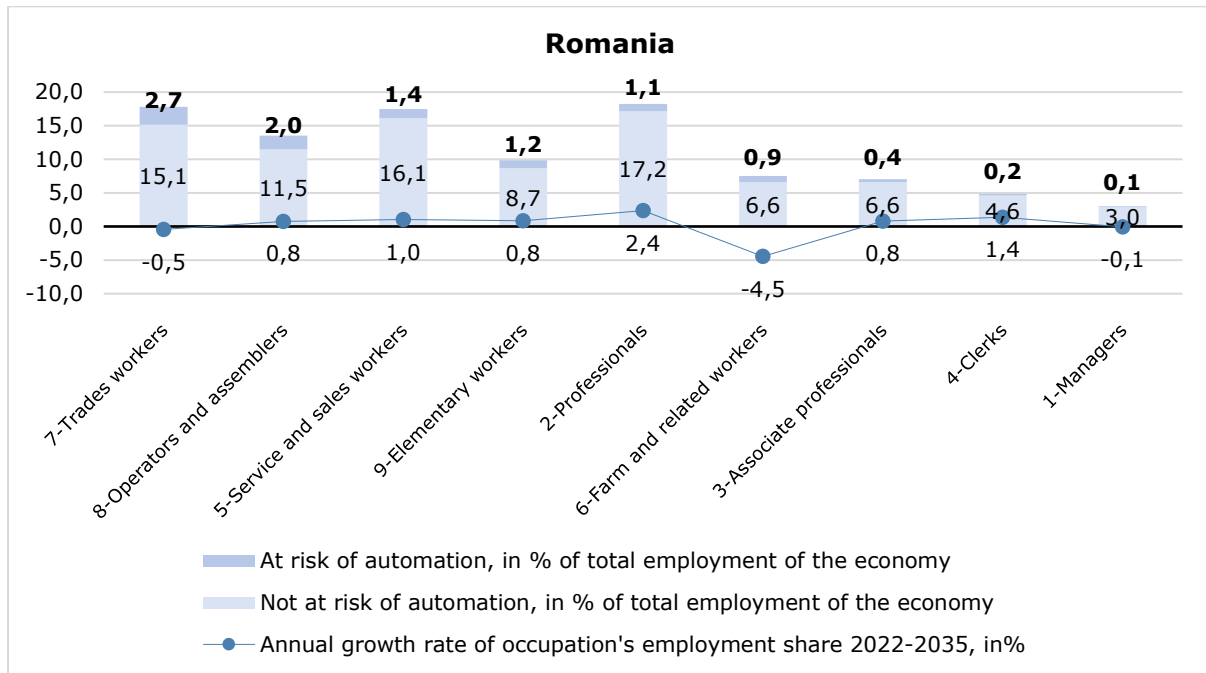 Romania
20,0
15,0
10,0
5,0
0,0
-5,0
-10,0
2,7
2,0
1,4
1,2
1,1
0,9
0,4
0,2
0,1
15,1
11,5
16,1
8,7
17,2
6,6
6,6
4,6
3,0
-0,5
0,8
1,0
0,8
2,4
-4,5
0,8
1,4
-0,1
7-Trades workers
8-Operators and assemblers
5-Service and sales workers
9-Elementary workers
2-Professionals
6-Farm and related workers
3-Associate professionals
4-Clerks
1-Managers
At risk of automation, in % of total employment of the economy
Not at risk of automation, in % of total employment of the economy
Annual growth rate of occupation's employment share 2022-2035, in%